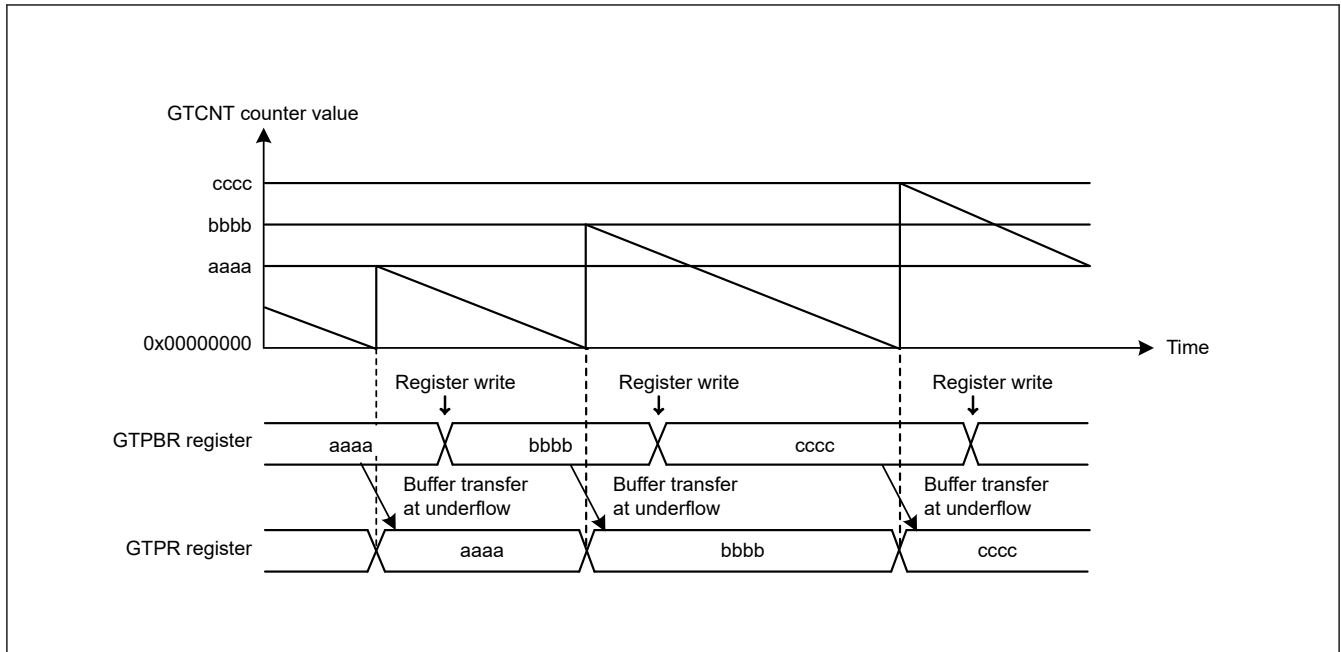 GTCNT counter value
cccc
bbbb
aaaa
0x00000000
Time
Register write
Register write
Register write
GTPBR register
aaaa
bbbb
cccc
Buffer transfer
at underflow
Buffer transfer
at underflow
Buffer transfer
at underflow
GTPR register
aaaa
bbbb
cccc